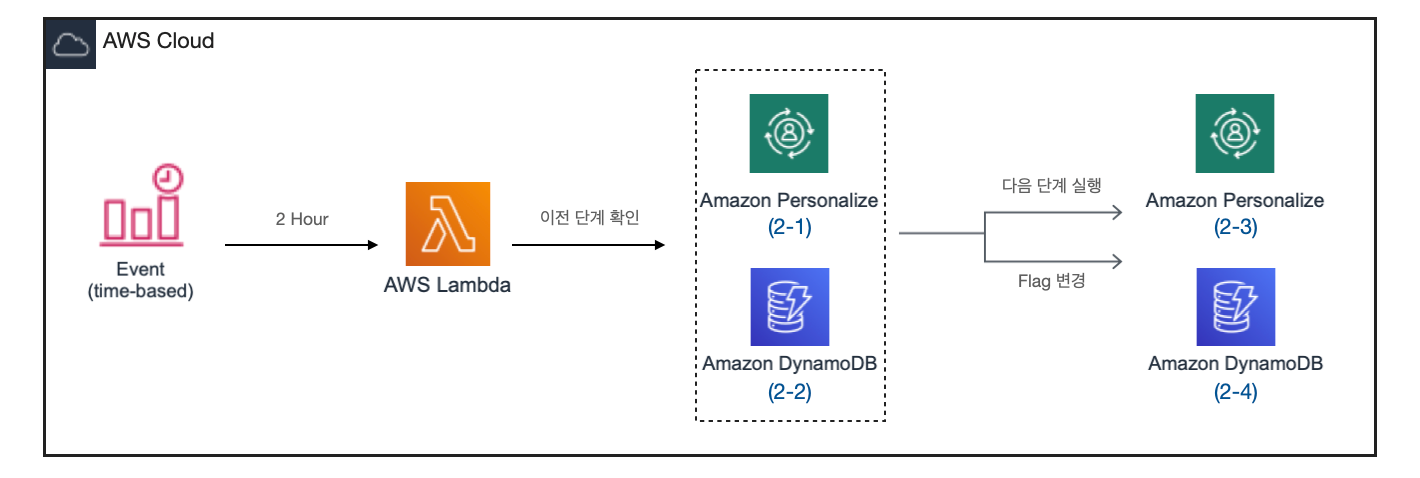 AWS Cloud
Event
(time-based)
2 Hour
AWS Lambda
이전 단계 확인
Amazon Personalize
(2-1)
Amazon DynamoDB
(2-2)
다음 단계 실행
Flag 변경
Amazon Personalize
(2-3)
Amazon DynamoDB
(2-4)